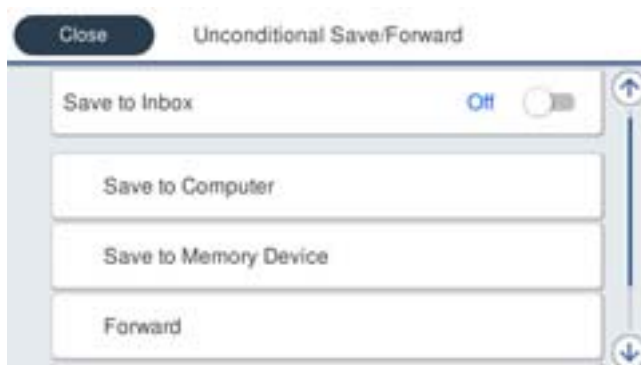 Close Unconditional Save/Forward
Save to Inbox Off
Save to Computer
Save to Memory Device
Forward